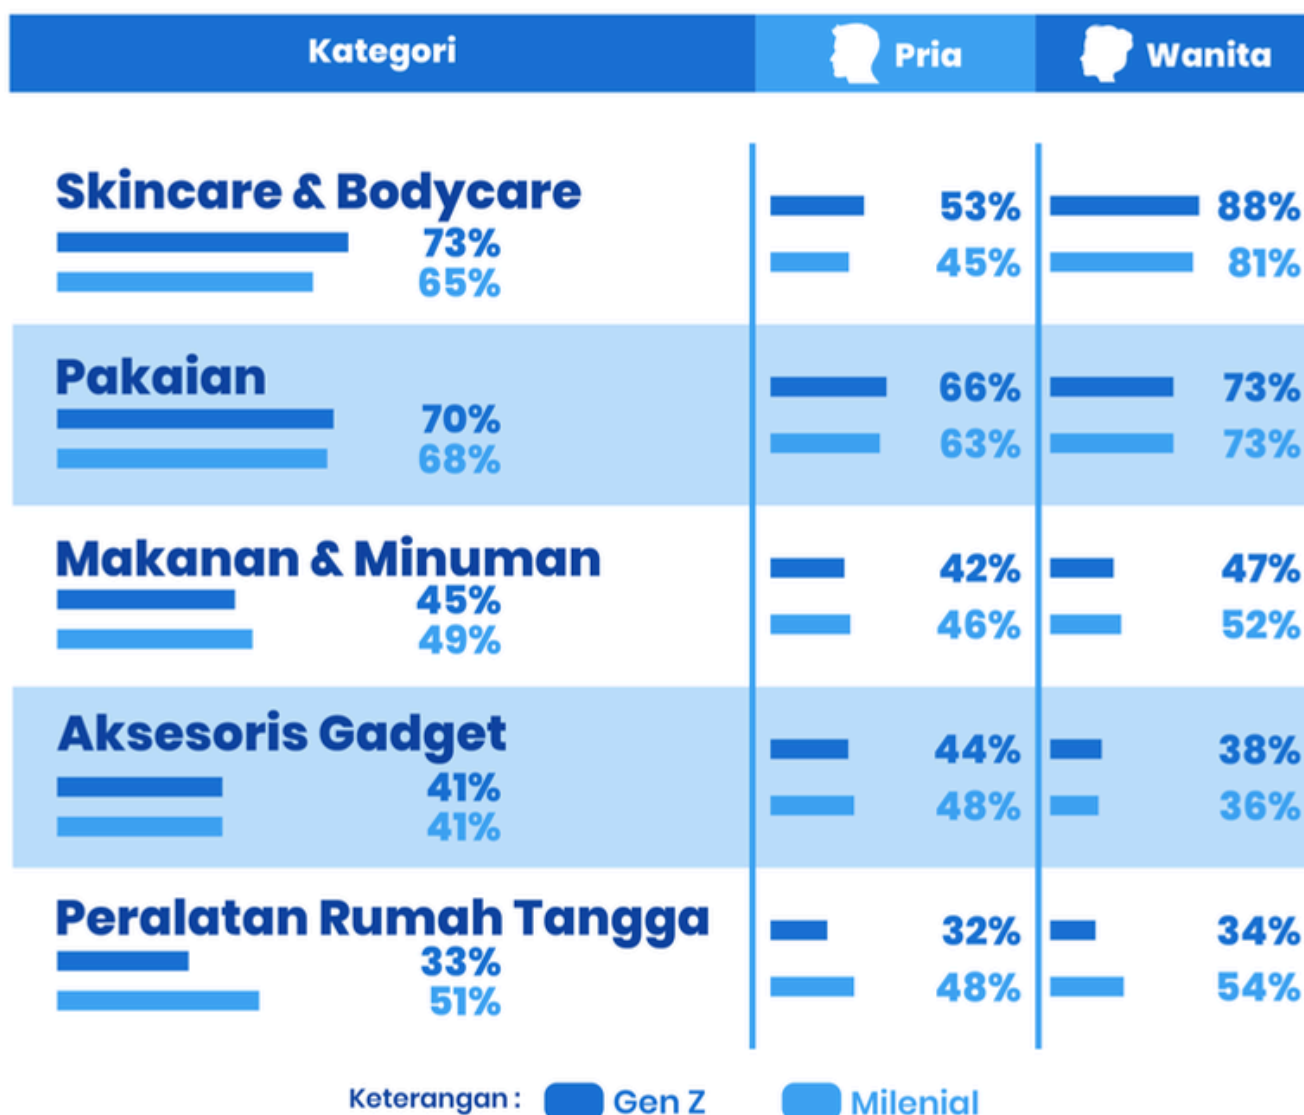 Kategori Pria Wanita
Skincare & Bodycare
73% 53% 88%
65% 45% 81%
Pakaian
70% 66% 73%
68% 63% 73%
Makanan & Minuman
45% 42% 47%
49% 46% 52%
Aksesoris Gadget
41% 44% 38%
41% 48% 36%
Peralatan Rumah Tangga
33% 32% 34%
51% 48% 54%
Keterangan : Gen Z Milenial